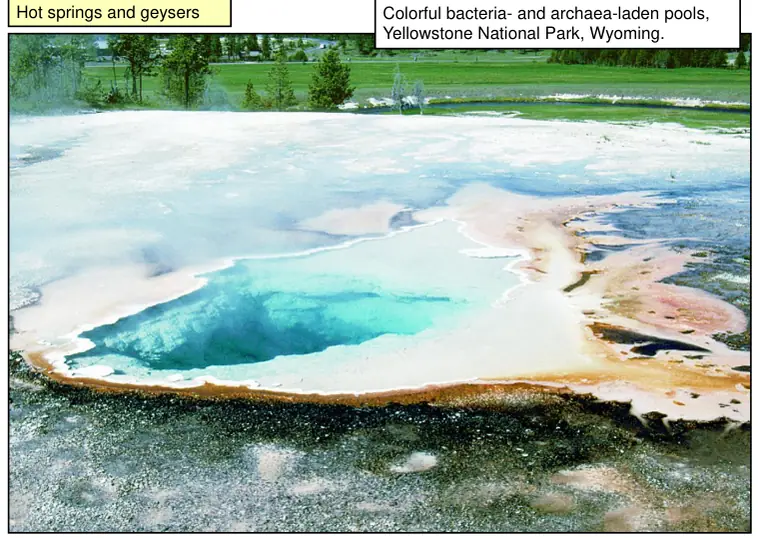 Hot springs and geysers
Colorful bacteria- and archaea-laden pools,
Yellowstone National Park, Wyoming.